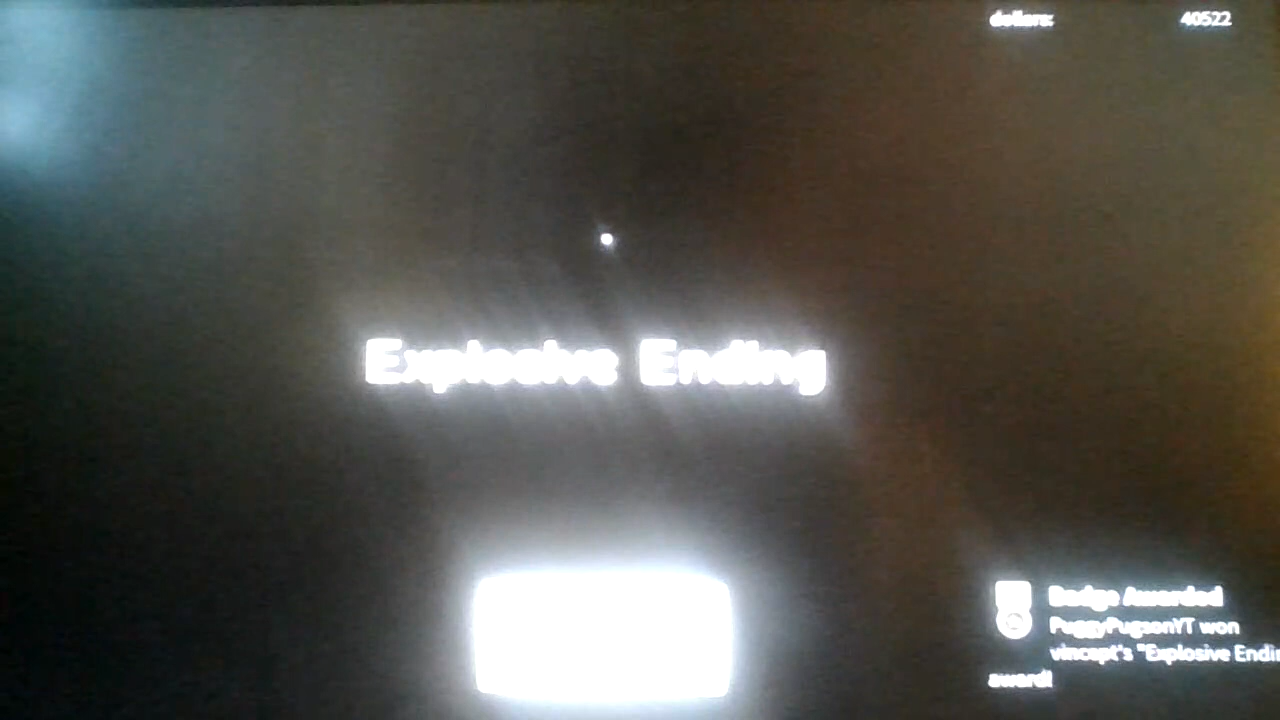 dollars: 40522
Explosive Ending
Badge Awarded
PuggyPugsonYT won
vincept's "Explosive Endin
award!